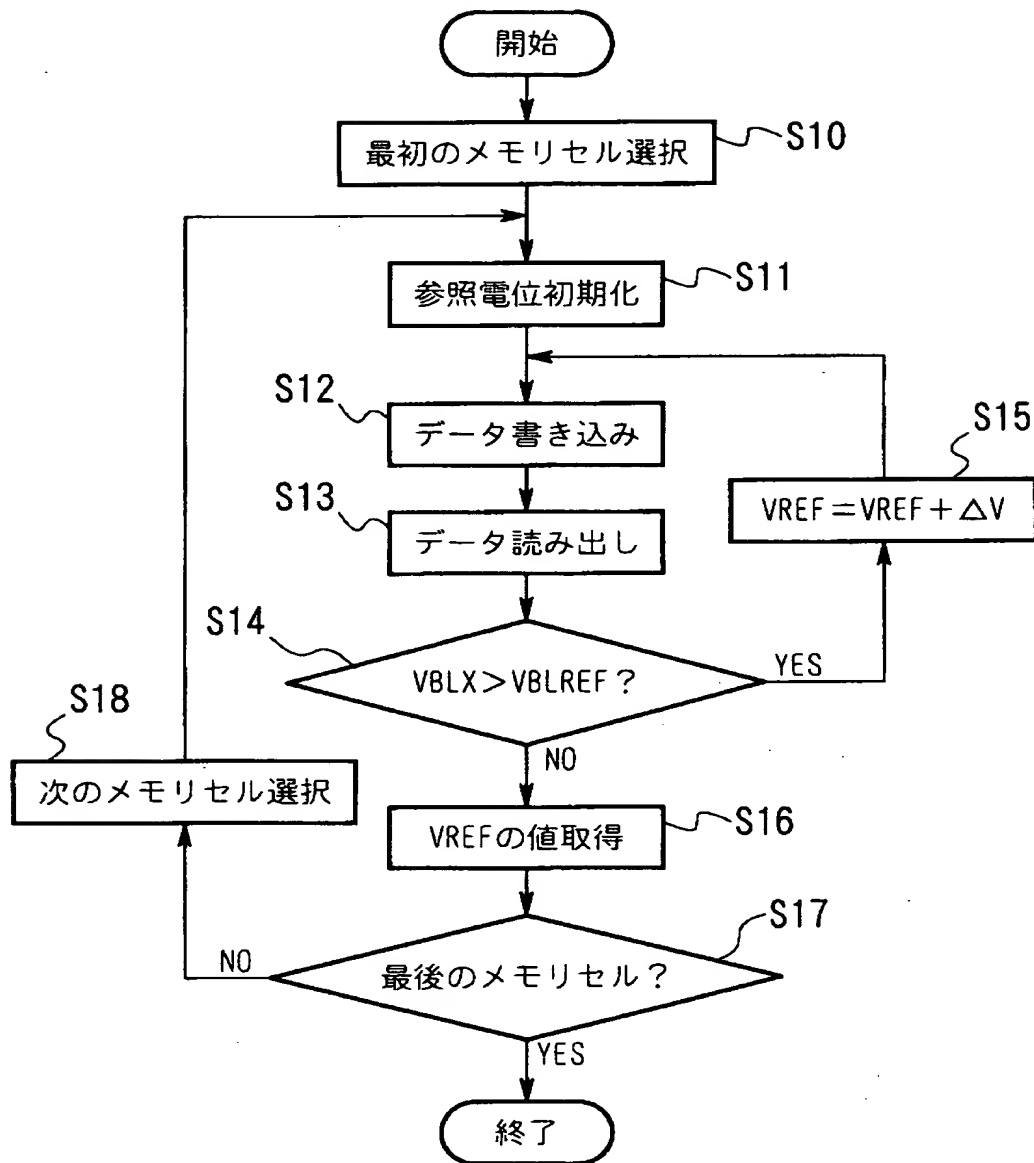 開始
最初のメモリセル選択
S10
参照電位初期化
S11
S12
データ書き込み
S15
VREF=VREF+△V
S13
データ読み出し
S14
VBLX>VBLREF?
YES
NO
S18
次のメモリセル選択
VREFの値取得
S16
S17
最後のメモリセル?
NO
YES
終了